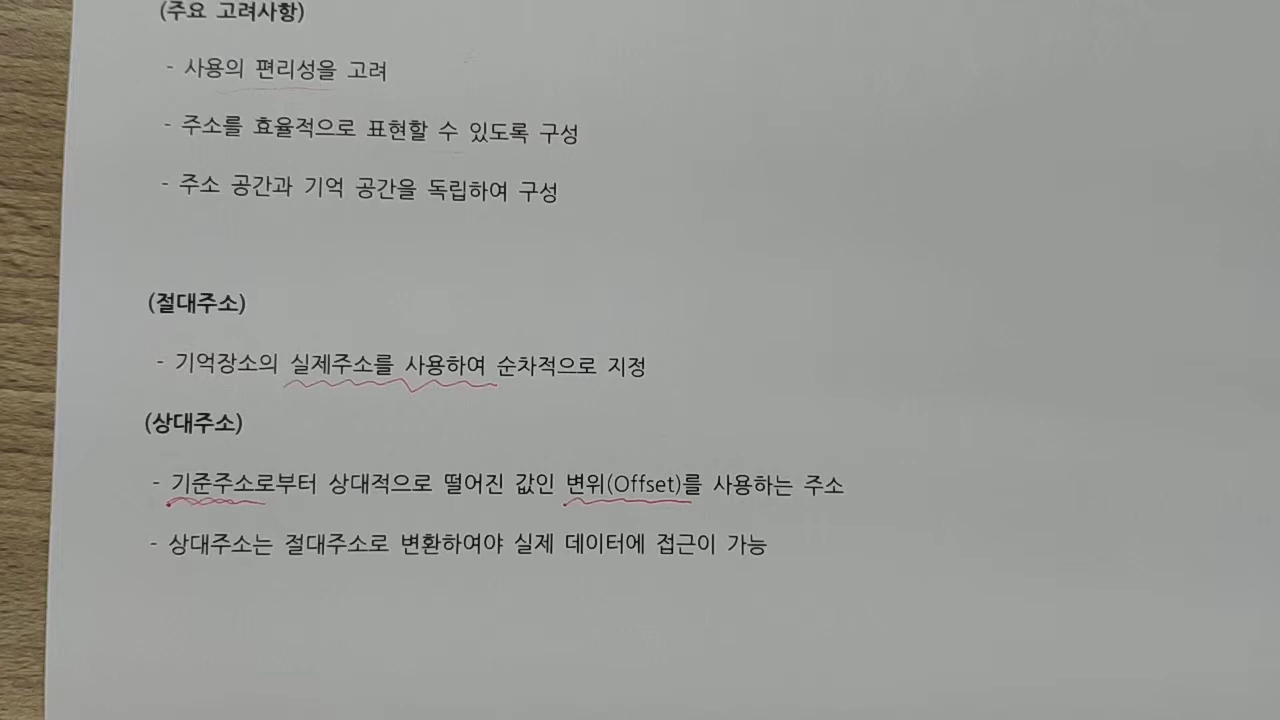 (주요 고려사항)
- 사용의 편리성을 고려
- 주소를 효율적으로 표현할 수 있도록 구성
- 주소 공간과 기억 공간을 독립하여 구성
(절대주소)
- 기억장소의 실제주소를 사용하여 순차적으로 지정
(상대주소)
- 기준주소로부터 상대적으로 떨어진 값인 변위(Offset)를 사용하는 주소
- 상대주소는 절대주소로 변환하여야 실제 데이터에 접근이 가능